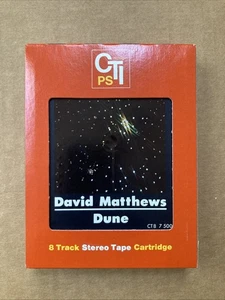 CTI
PS
David Matthews
Dune
CT8 7 500
8 Track Stereo Tape Cartridge